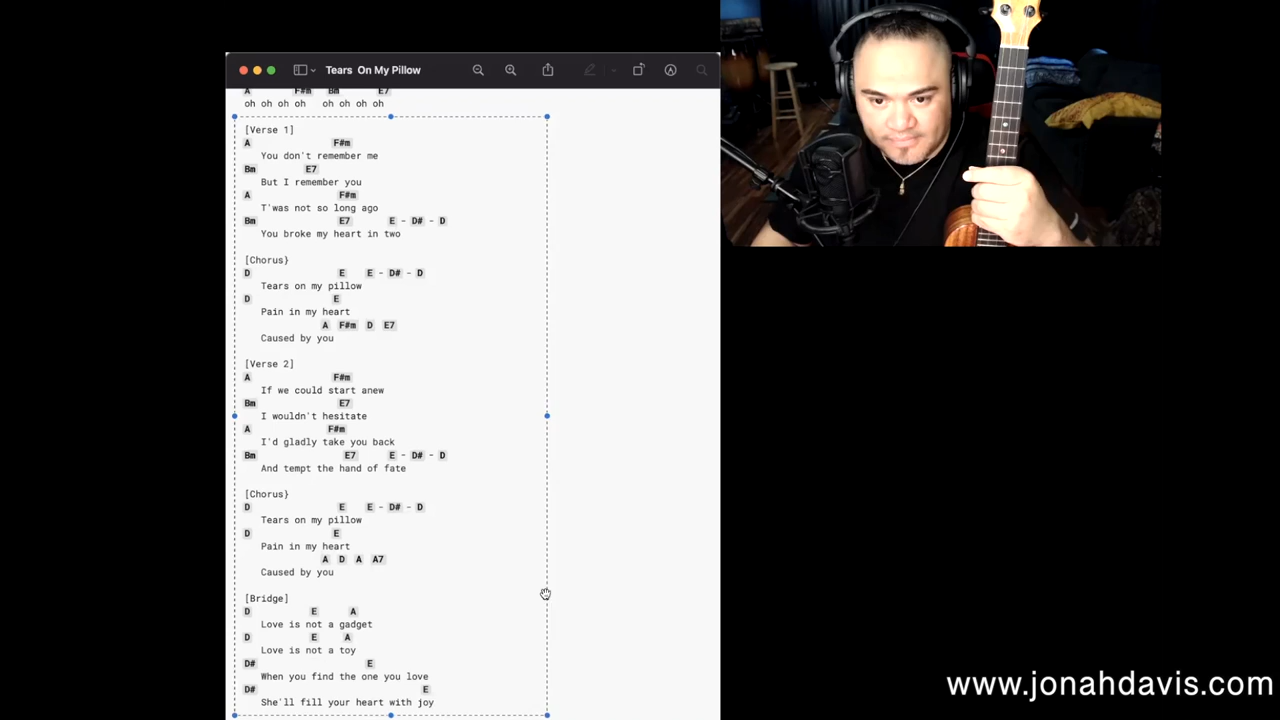 Tears On My Pillow
A F#m Bm E7
oh oh oh oh oh oh oh oh
[Verse 1]
A F#m
You don't remember me
Bm E7
But I remember you
A F#m
T'was not so long ago
Bm E7 E - D# - D
You broke my heart in two
[Chorus}
D E E - D# - D
Tears on my pillow
D E
Pain in my heart
A F#m D E7
Caused by you
[Verse 2]
A F#m
If we could start anew
Bm E7
I wouldn't hesitate
A F#m
I'd gladly take you back
Bm E7 E - D# - D
And tempt the hand of fate
[Chorus}
D E E - D# - D
Tears on my pillow
D E
Pain in my heart
A D A A7
Caused by you
[Bridge]
D E A
Love is not a gadget
D E A
Love is not a toy
D# E
When you find the one you love
D# E
She'll fill your heart with joy
www.jonahdavis.com